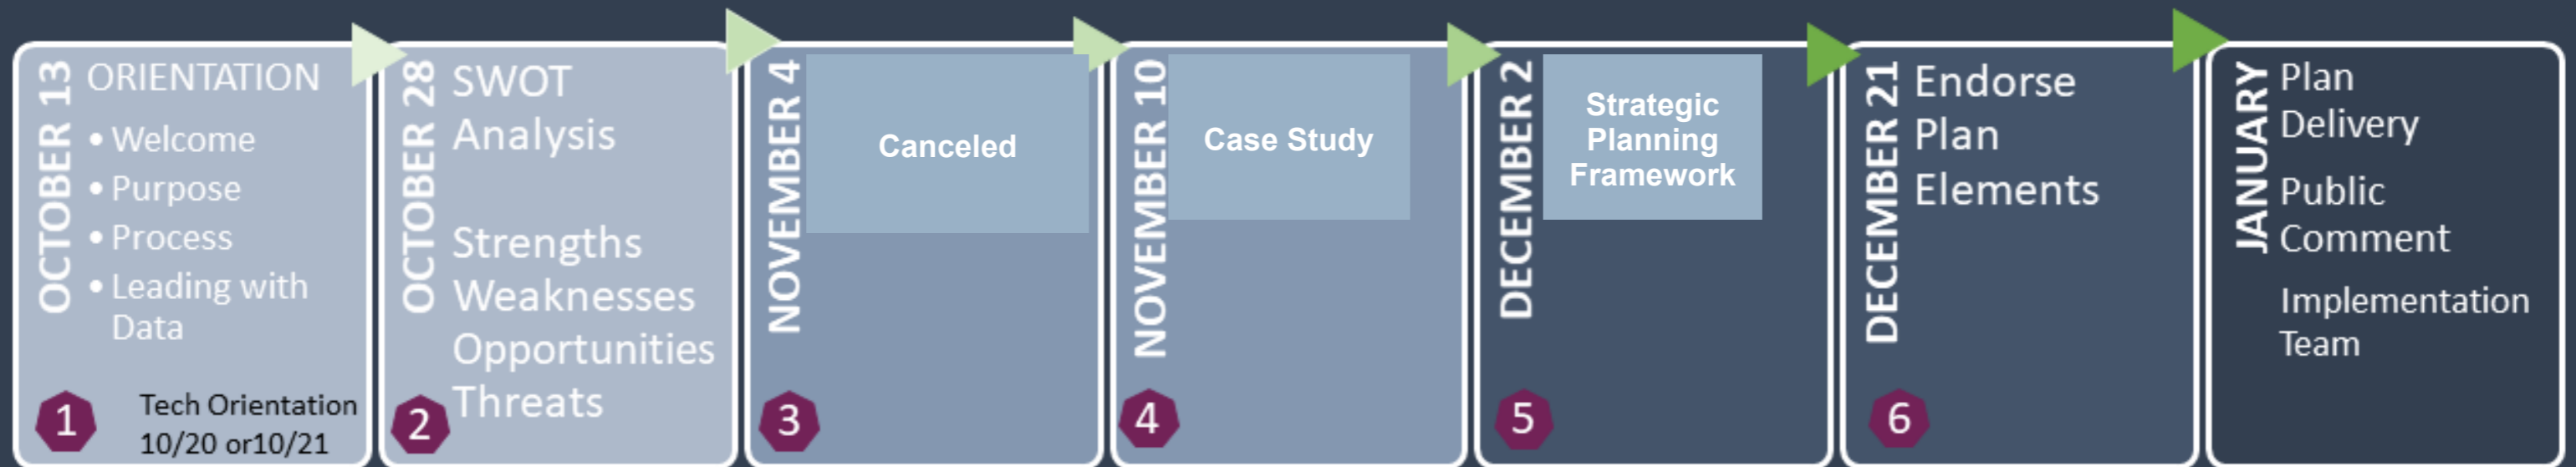 OCTOBER 13
ORIENTATION
• Welcome
• Purpose
• Process
• Leading with
Data
1
Tech Orientation
10/20 or10/21
OCTOBER 28
SWOT
Analysis
Strengths
Weaknesses
Opportunities
Threats
2
NOVEMBER 4
Canceled
3
NOVEMBER 10
Case Study
4
DECEMBER 2
Strategic
Planning
Framework
5
DECEMBER 21
Endorse
Plan
Elements
6
JANUARY
Plan
Delivery
Public
Comment
Implementation
Team